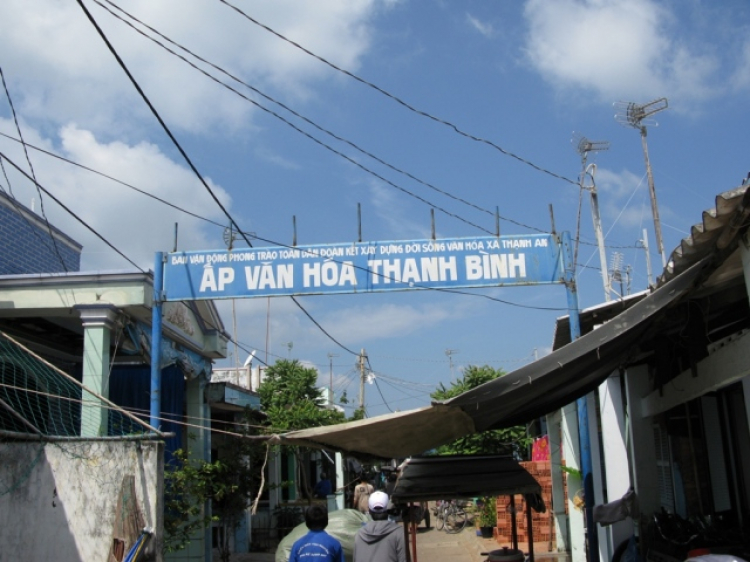 BAN VẬN ĐỘNG PHONG TRÀO TOÀN DÂN ĐOÀN KẾT XÂY DỰNG ĐỜI SỐNG VĂN HÓA XÃ THẠNH AN
ẤP VĂN HÓA THẠNH BÌNH